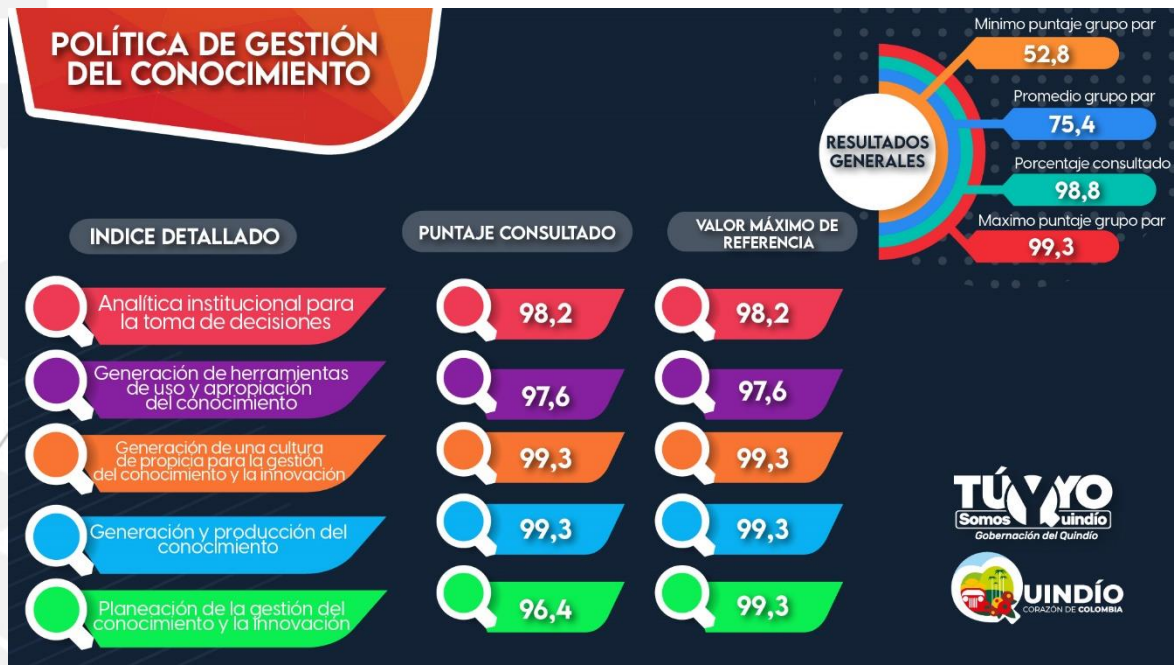 POLÍTICA DE GESTIÓN
DEL CONOCIMIENTO
Minimo puntaje grupo par
52,8
Promedio grupo par
75,4
Porcentaje consultado
98,8
Maximo puntaje grupo par
99,3
RESULTADOS
GENERALES
INDICE DETALLADO
PUNTAJE CONSULTADO
VALOR MÁXIMO DE
REFERENCIA
Analítica institucional para
la toma de decisiones
98,2
98,2
Generación de herramientas
de uso y apropiación
del conocimiento
97,6
97,6
Generación de una cultura
de propicia para la gestión
del conocimiento y la innovación
99,3
99,3
Generación y producción del
conocimiento
99,3
99,3
Planeación de la gestión del
conocimiento y la innovación
96,4
99,3
TÚ Y YO
Somos Quindío
Gobernación del Quindío
QUINDÍO
CORAZÓN DE COLOMBIA